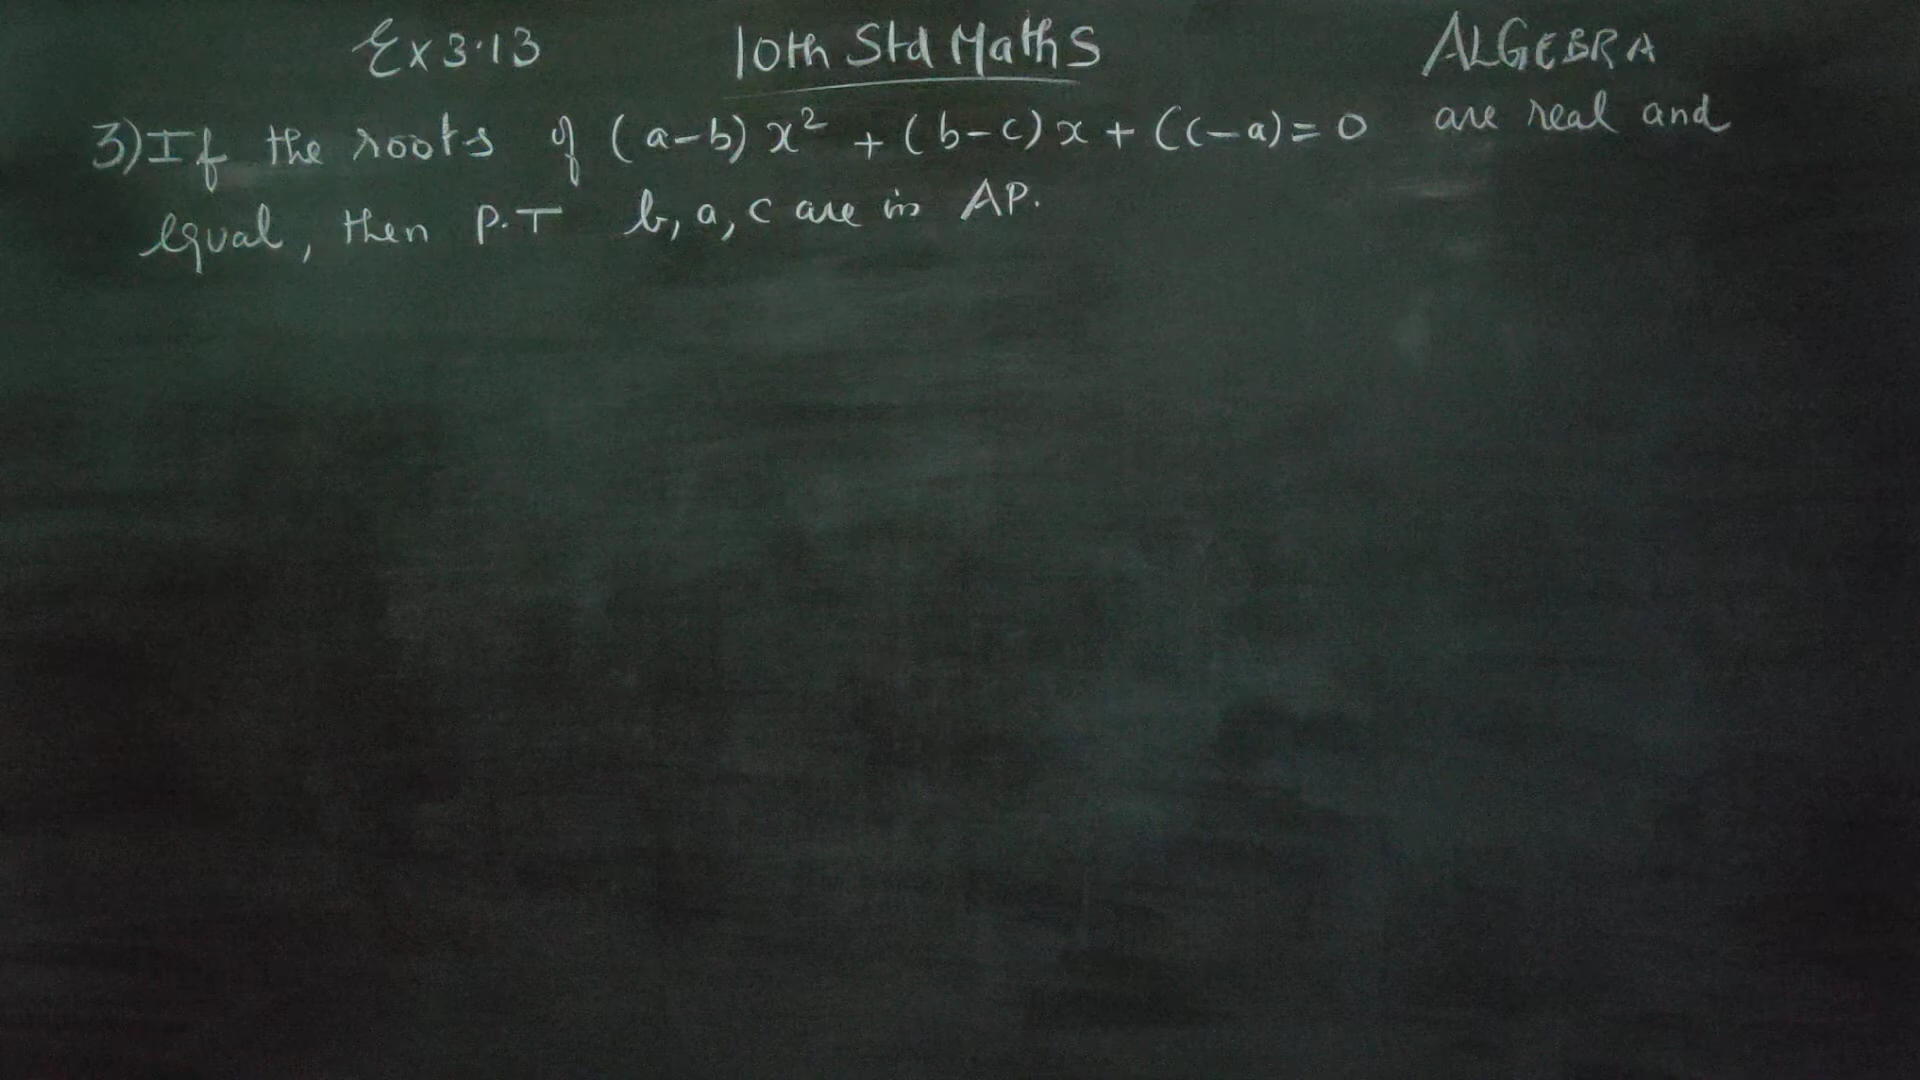 Ex 3.13 10th Std Maths ALGEBRA
3) If the roots of (a-b) x² + (b-c) x + (c-a) = 0 are real and
equal, then P.T b, a, c are in AP.